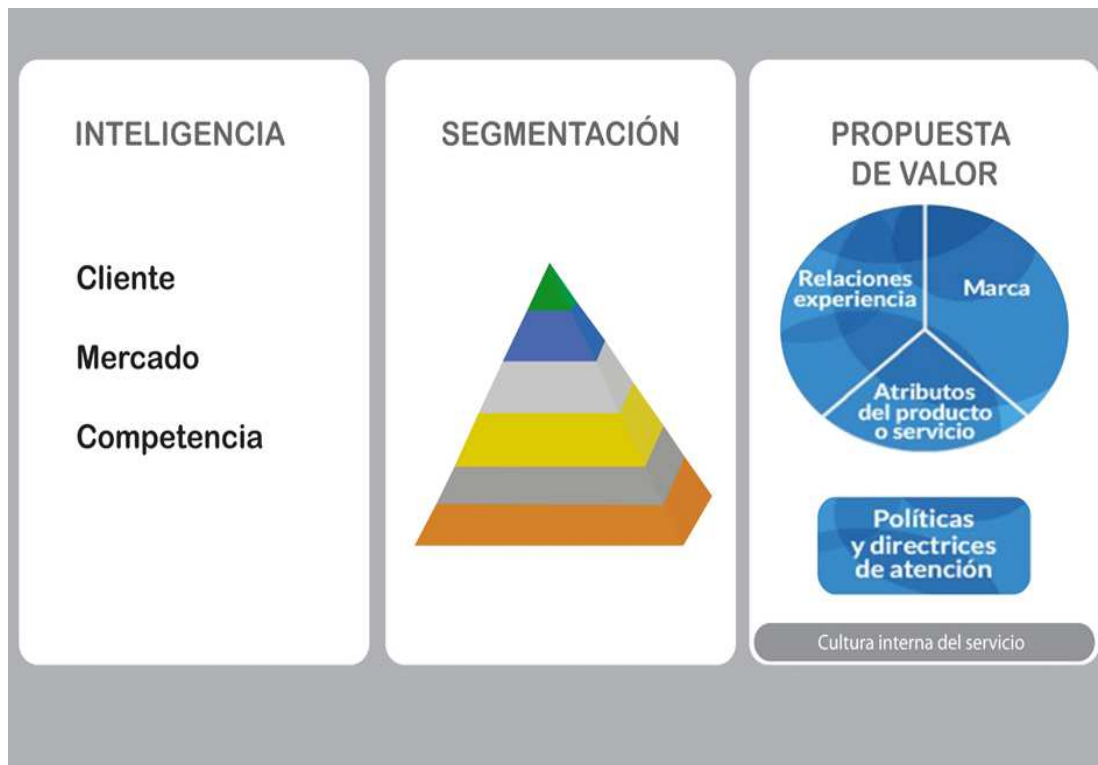 INTELIGENCIA
Cliente
Mercado
Competencia
SEGMENTACIÓN
PROPUESTA
DE VALOR
Relaciones
experiencia
Marca
Atributos
del producto
o servicio
Políticas
y directrices
de atención
Cultura interna del servicio